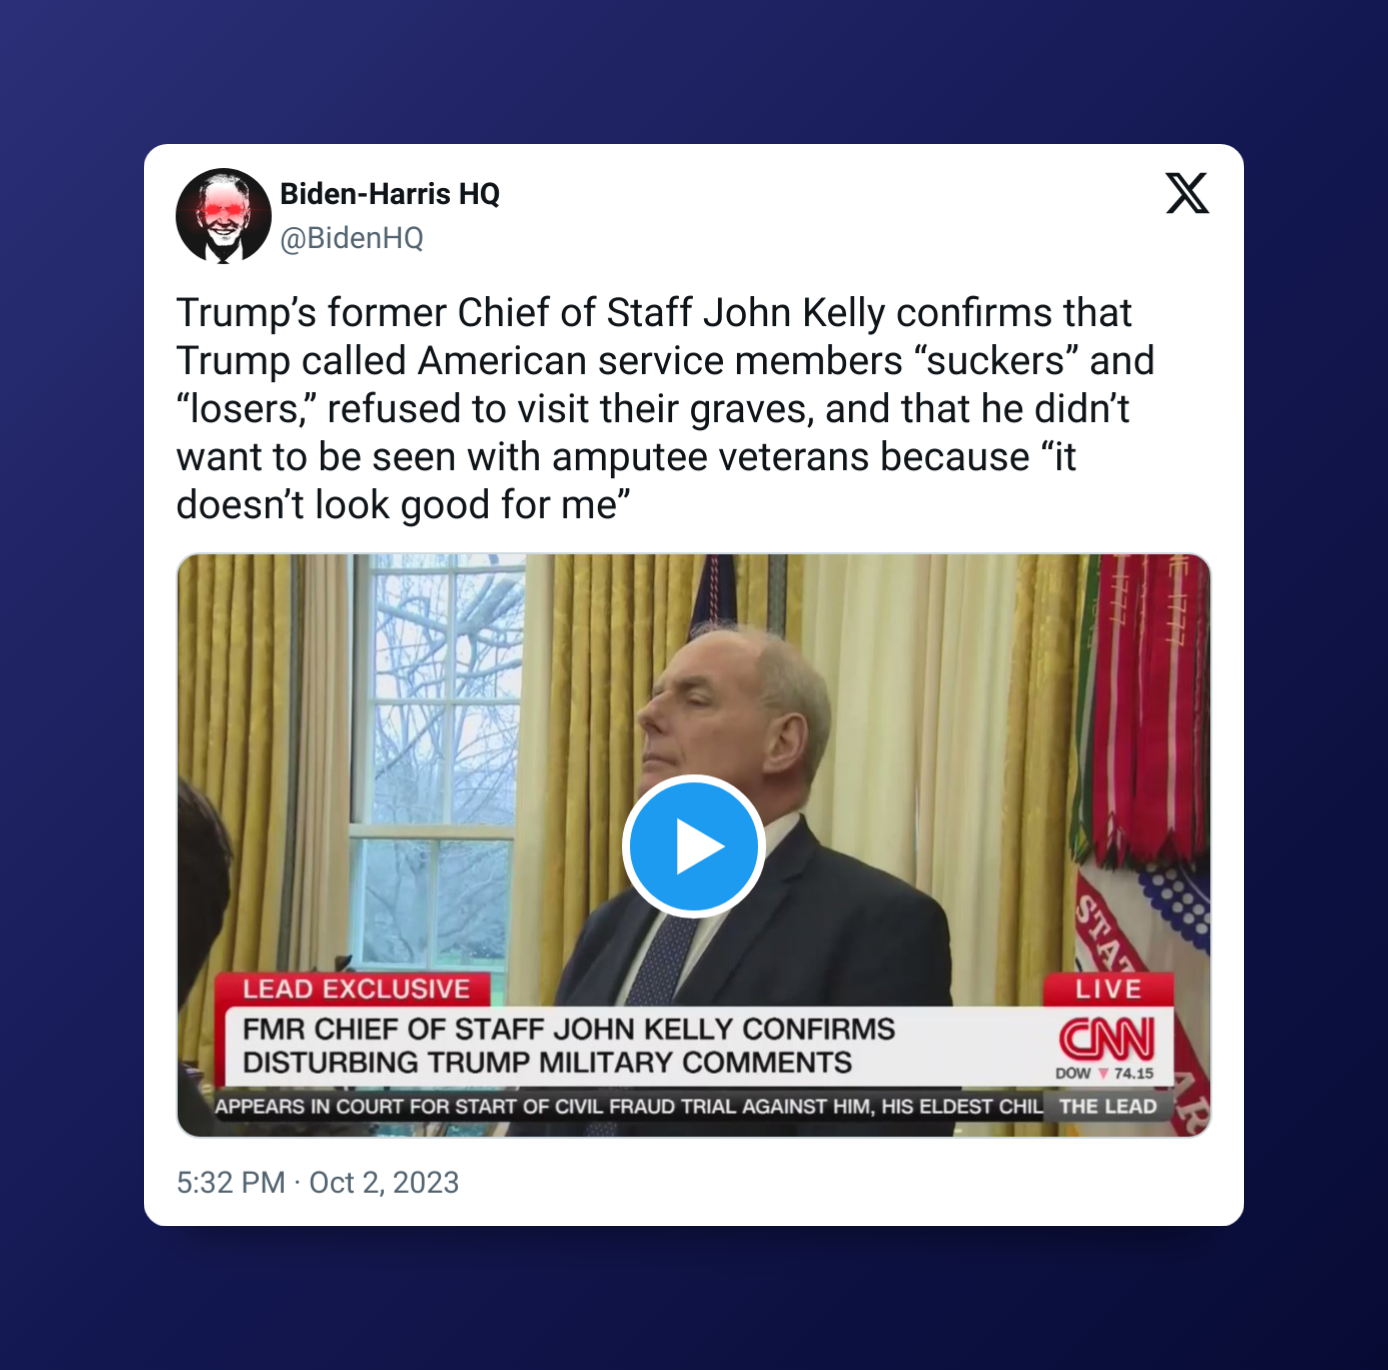 Biden-Harris HQ
@BidenHQ
Trump’s former Chief of Staff John Kelly confirms that
Trump called American service members “suckers” and
“losers,” refused to visit their graves, and that he didn’t
want to be seen with amputee veterans because “it
doesn’t look good for me”
STAT
LEAD EXCLUSIVE
LIVE
FMR CHIEF OF STAFF JOHN KELLY CONFIRMS
DISTURBING TRUMP MILITARY COMMENTS
CNN
DOW ▼ 74.15
APPEARS IN COURT FOR START OF CIVIL FRAUD TRIAL AGAINST HIM, HIS ELDEST CHIL
THE LEAD
AR
5:32 PM · Oct 2, 2023